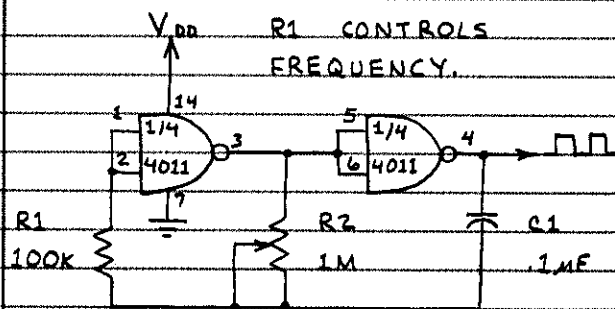 VDD R1 CONTROLS
FREQUENCY.
14
1 1/4 3 5 1/4 4
2 4011 6 4011
7
R1 R2 C1
100K 1M .1µF